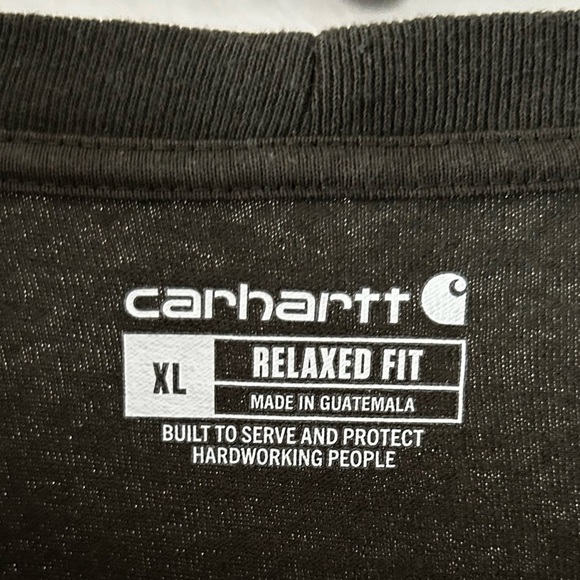 carhartt
XL
RELAXED FIT
MADE IN GUATEMALA
BUILT TO SERVE AND PROTECT
HARDWORKING PEOPLE